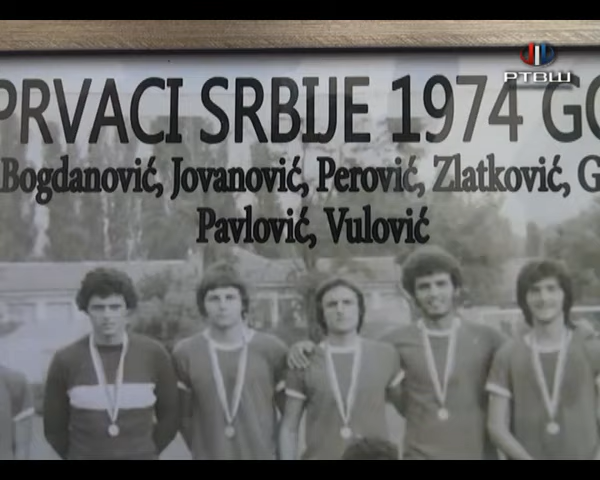 РТВШ
PRVACI SRBIJE 1974 GO
Bogdanović, Jovanović, Perović, Zlatković, G
Pavlović, Vulović